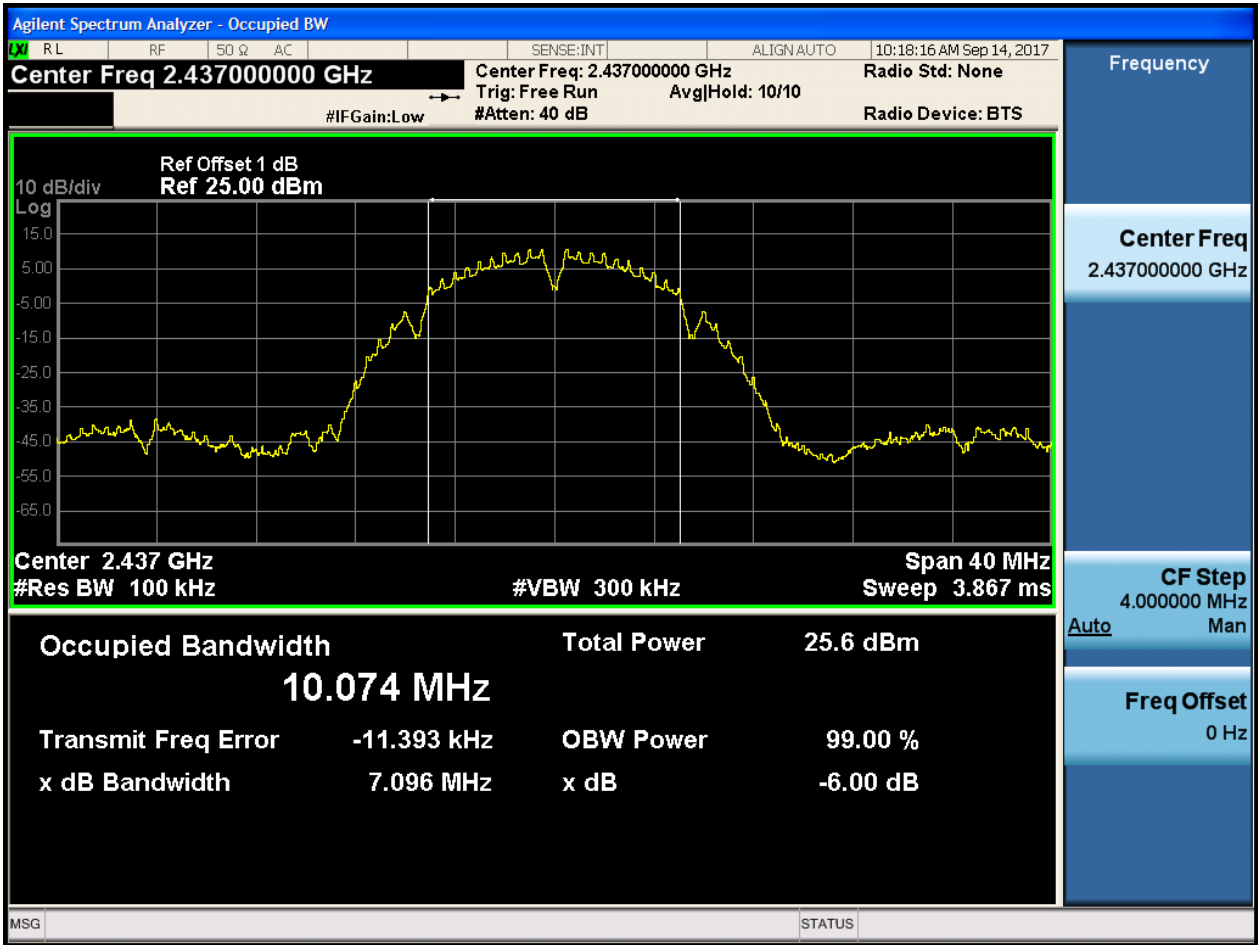 Agilent Spectrum Analyzer - Occupied BW
LXI RL RF 50 Ω AC SENSE:INT ALIGN AUTO 10:18:16 AM Sep 14, 2017
Center Freq 2.437000000 GHz
Center Freq: 2.437000000 GHz Radio Std: None
Trig: Free Run Avg|Hold: 10/10
#IFGain:Low #Atten: 40 dB Radio Device: BTS
Ref Offset 1 dB
10 dB/div Ref 25.00 dBm
Log
15.0
5.00
-5.00
-15.0
-25.0
-35.0
-45.0
-55.0
-65.0
Center 2.437 GHz Span 40 MHz
#Res BW 100 kHz #VBW 300 kHz Sweep 3.867 ms
Occupied Bandwidth Total Power 25.6 dBm
10.074 MHz
Transmit Freq Error -11.393 kHz OBW Power 99.00 %
x dB Bandwidth 7.096 MHz x dB -6.00 dB
Frequency
Center Freq
2.437000000 GHz
CF Step
4.000000 MHz
Auto Man
Freq Offset
0 Hz
MSG STATUS